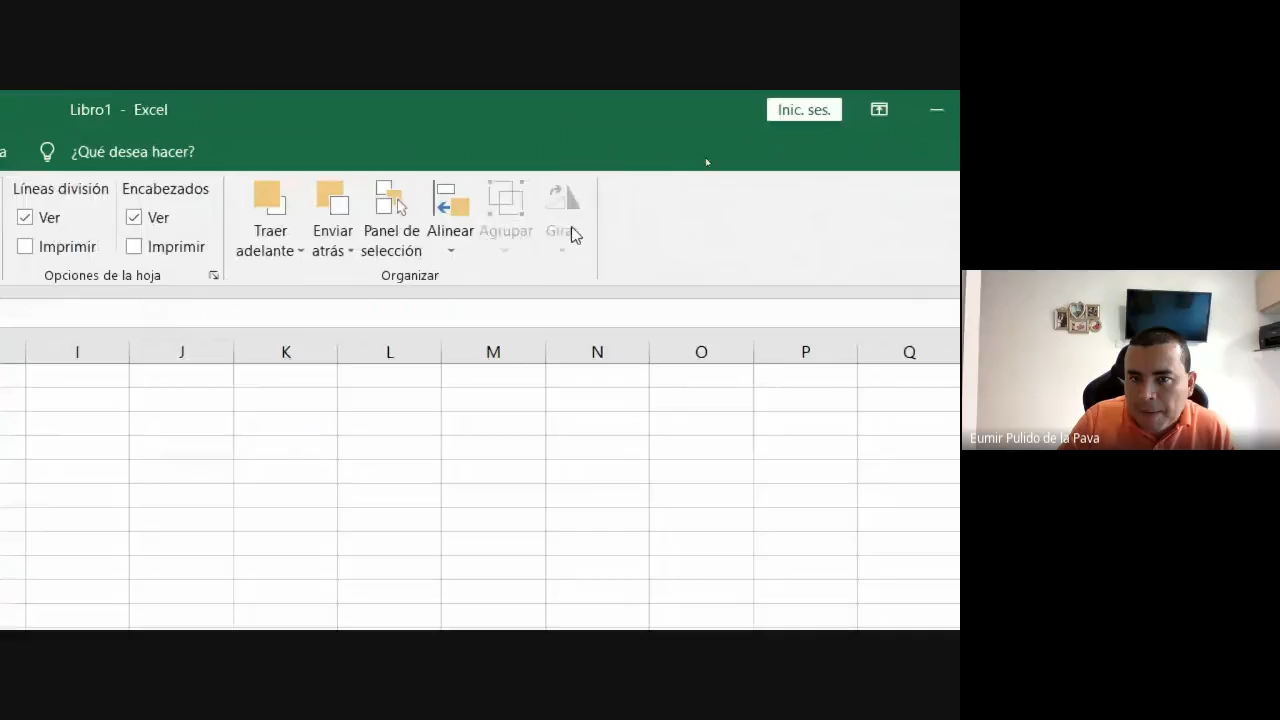 Libro1 - Excel
Inic. ses.
a
¿Qué desea hacer?
Líneas división
Encabezados
Ver
Ver
Imprimir
Imprimir
Opciones de la hoja
Traer
adelante
Enviar
atrás
Panel de
selección
Alinear
Agrupar
Organizar
I J K L M N O P Q
Eumir Pulido de la Pava